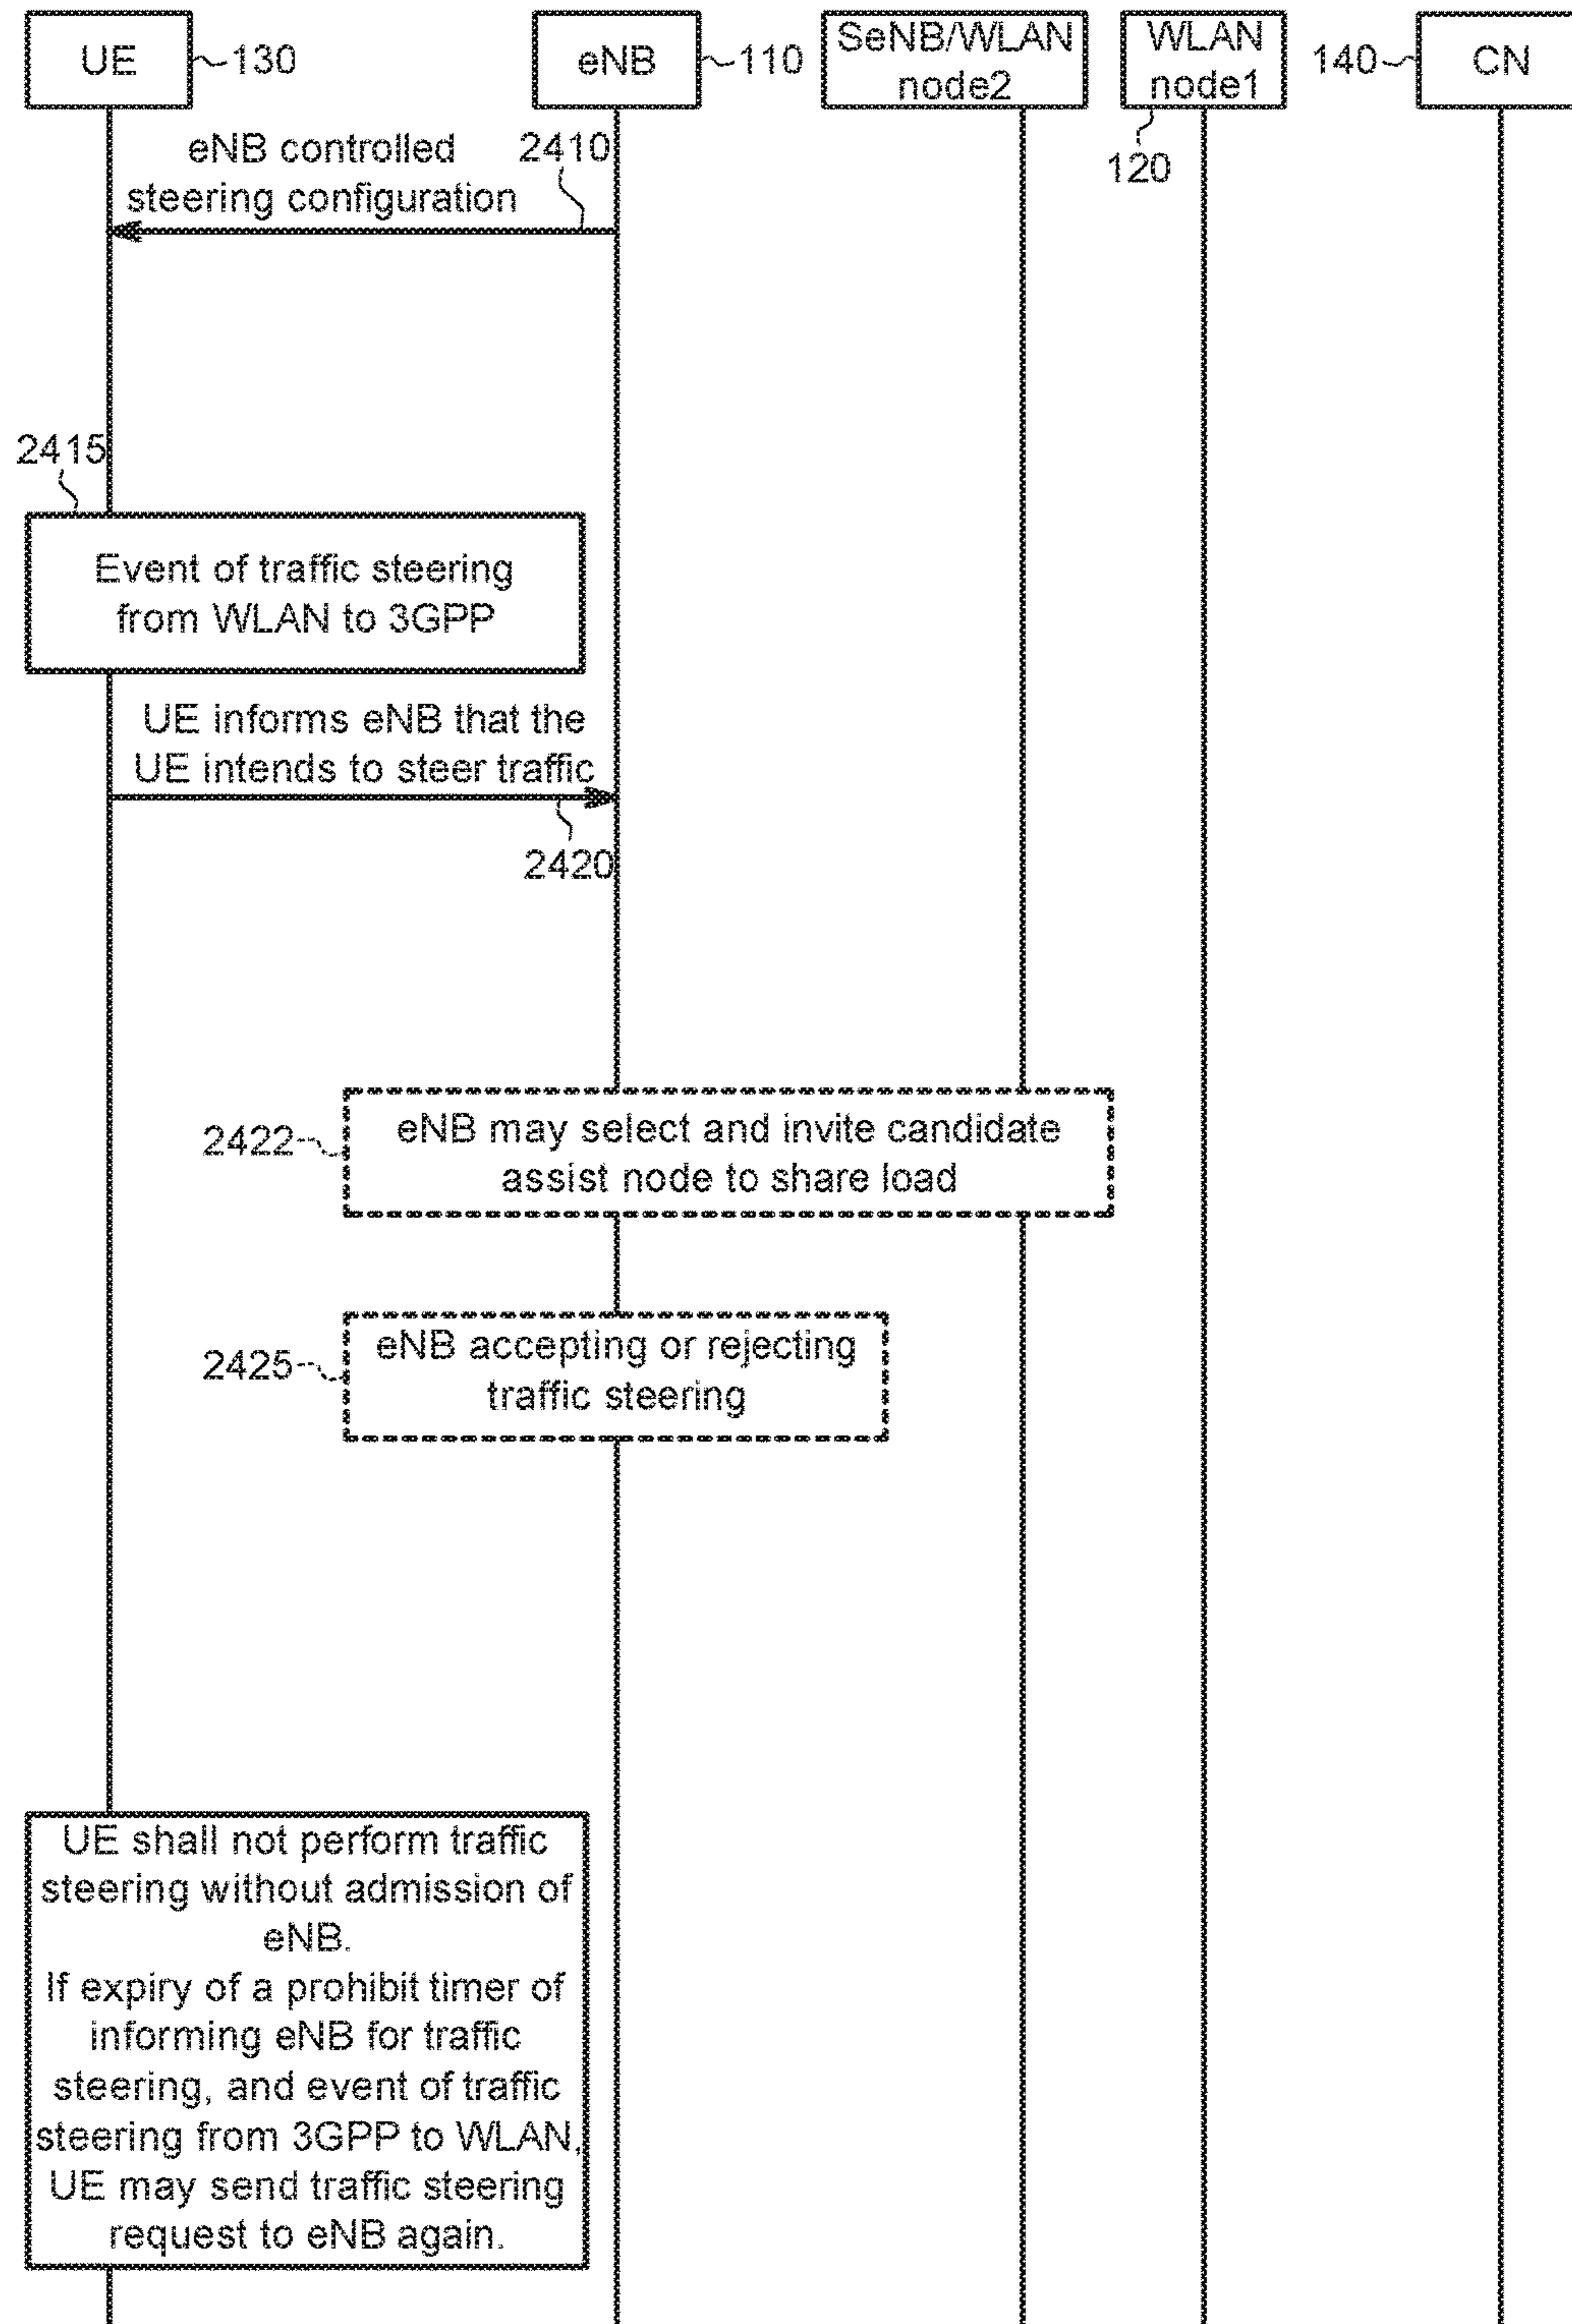 UE
130
eNB
110
SeNB/WLAN
node2
WLAN
node1
120
140
CN
eNB controlled
steering configuration
2410
2415
Event of traffic steering
from WLAN to 3GPP
UE informs eNB that the
UE intends to steer traffic
2420
2422
eNB may select and invite candidate
assist node to share load
2425
eNB accepting or rejecting
traffic steering
UE shall not perform traffic
steering without admission of
eNB.
If expiry of a prohibit timer of
informing eNB for traffic
steering, and event of traffic
steering from 3GPP to WLAN,
UE may send traffic steering
request to eNB again.